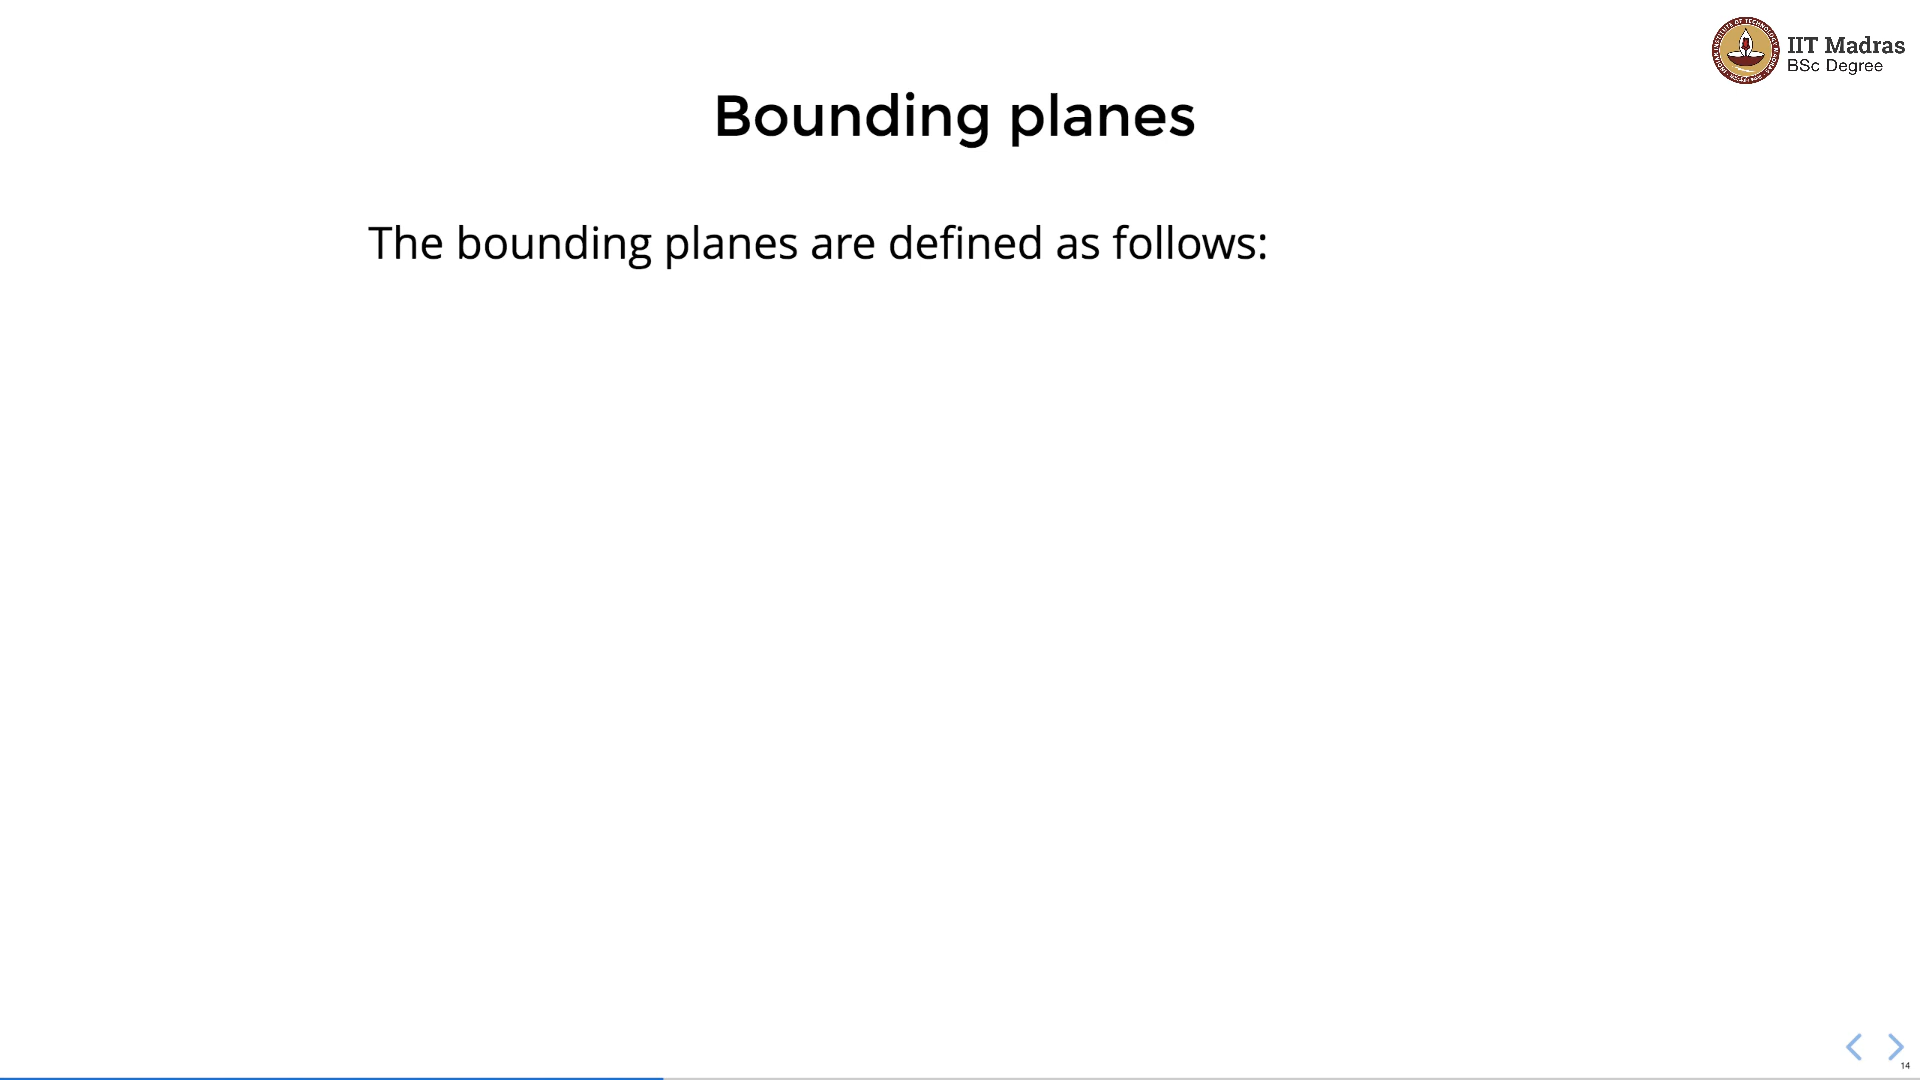 IIT Madras
BSc Degree
Bounding planes
The bounding planes are defined as follows:
14